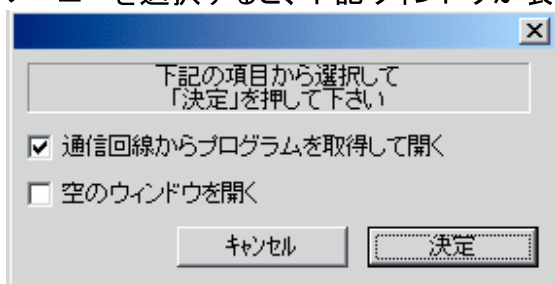 ューを選択すると、下記ウィンドウが表
下記の項目から選択して
「決定」を押して下さい
通信回線からプログラムを取得して開く
空のウィンドウを開く
キャンセル
決定